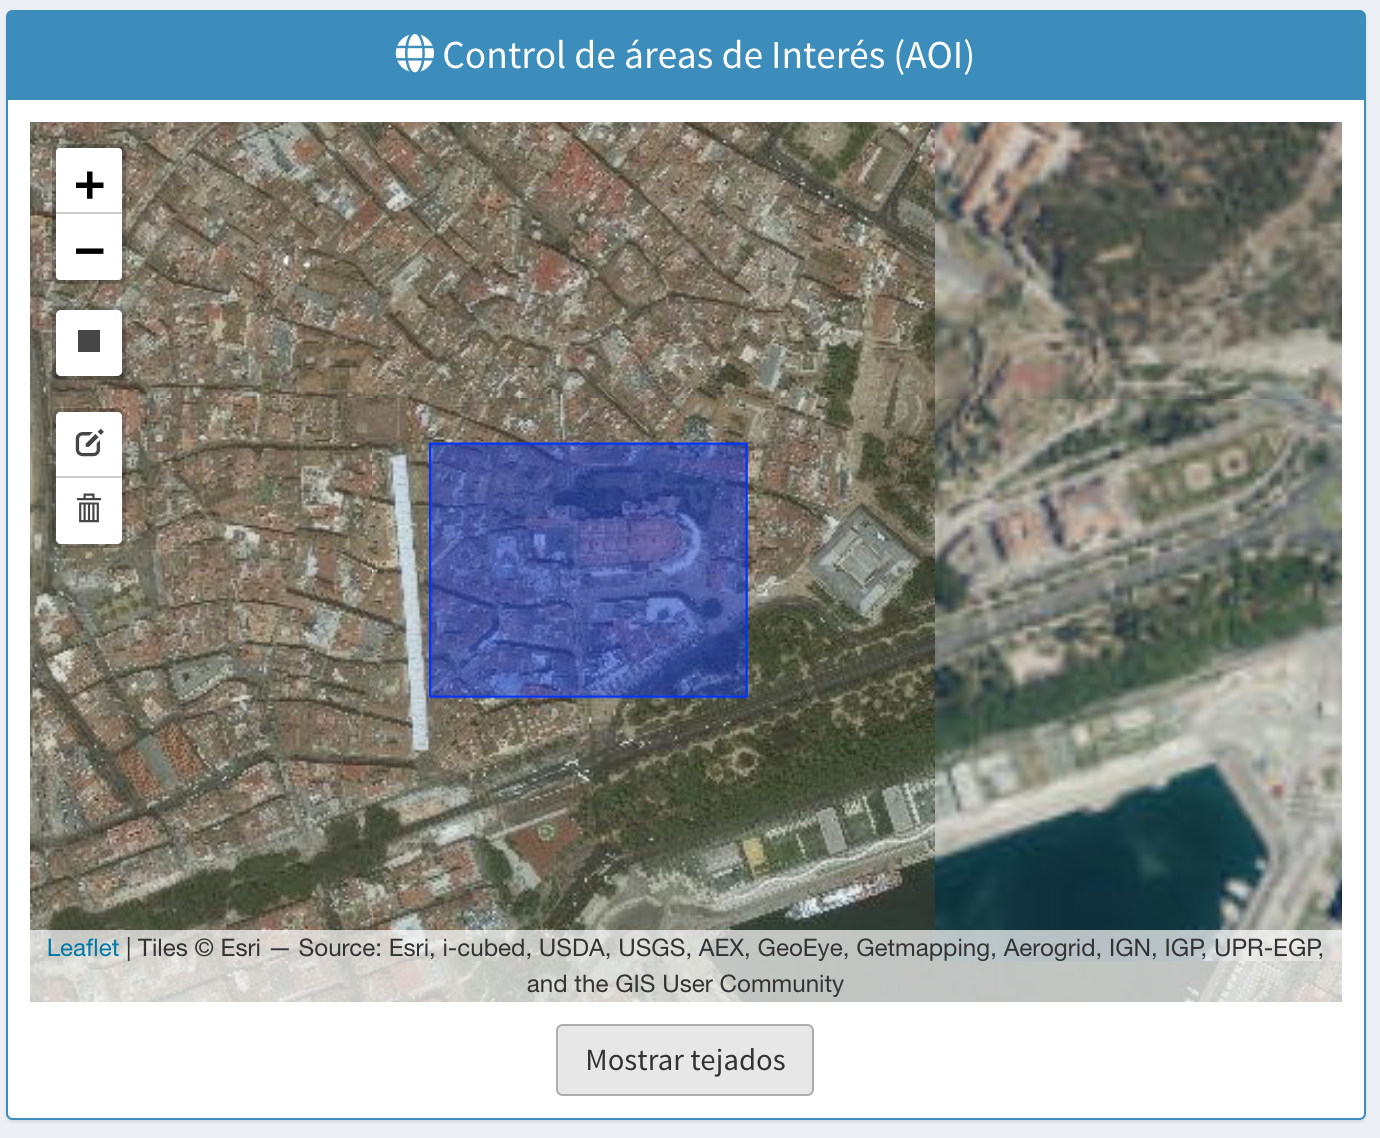 Control de áreas de Interés (AOI)
+
−
Leaflet | Tiles © Esri — Source: Esri, i-cubed, USDA, USGS, AEX, GeoEye, Getmapping, Aerogrid, IGN, IGP, UPR-EGP,
and the GIS User Community
Mostrar tejados